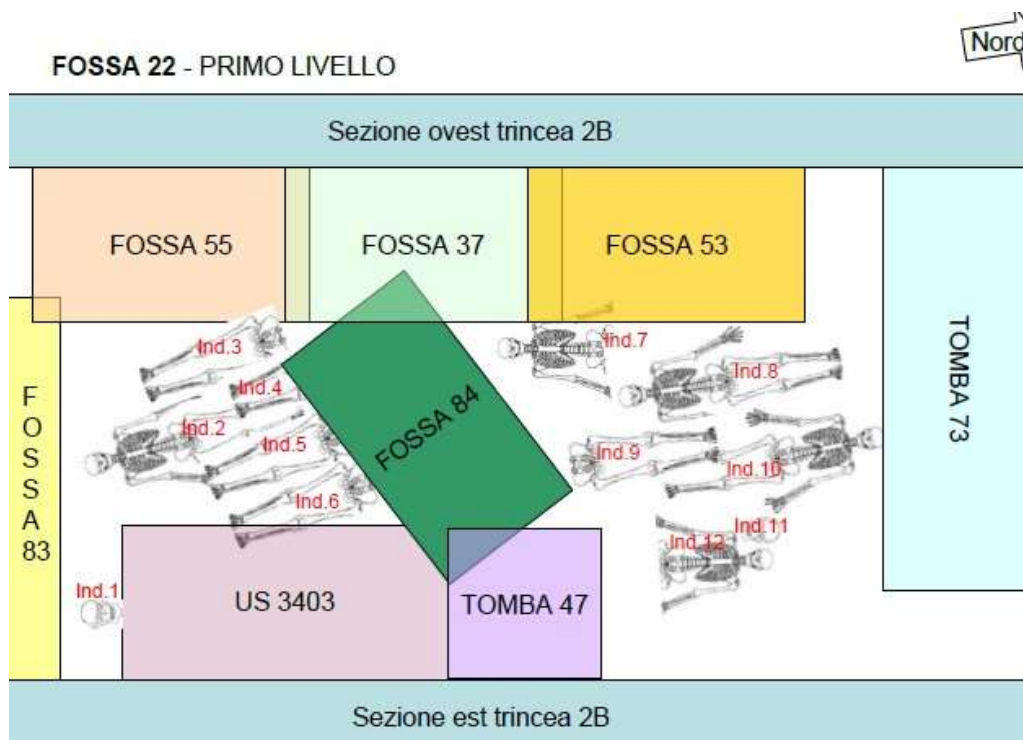 Nord
FOSSA 22 - PRIMO LIVELLO
Sezione ovest trincea 2B
FOSSA 55
FOSSA 37
FOSSA 53
TOMBA 73
FOSSA 83
FOSSA 84
Ind.3
Ind.4
Ind.2
Ind.5
Ind.6
Ind.7
Ind.8
Ind.9
Ind.10
Ind.11
Ind.12
Ind.1
US 3403
TOMBA 47
Sezione est trincea 2B